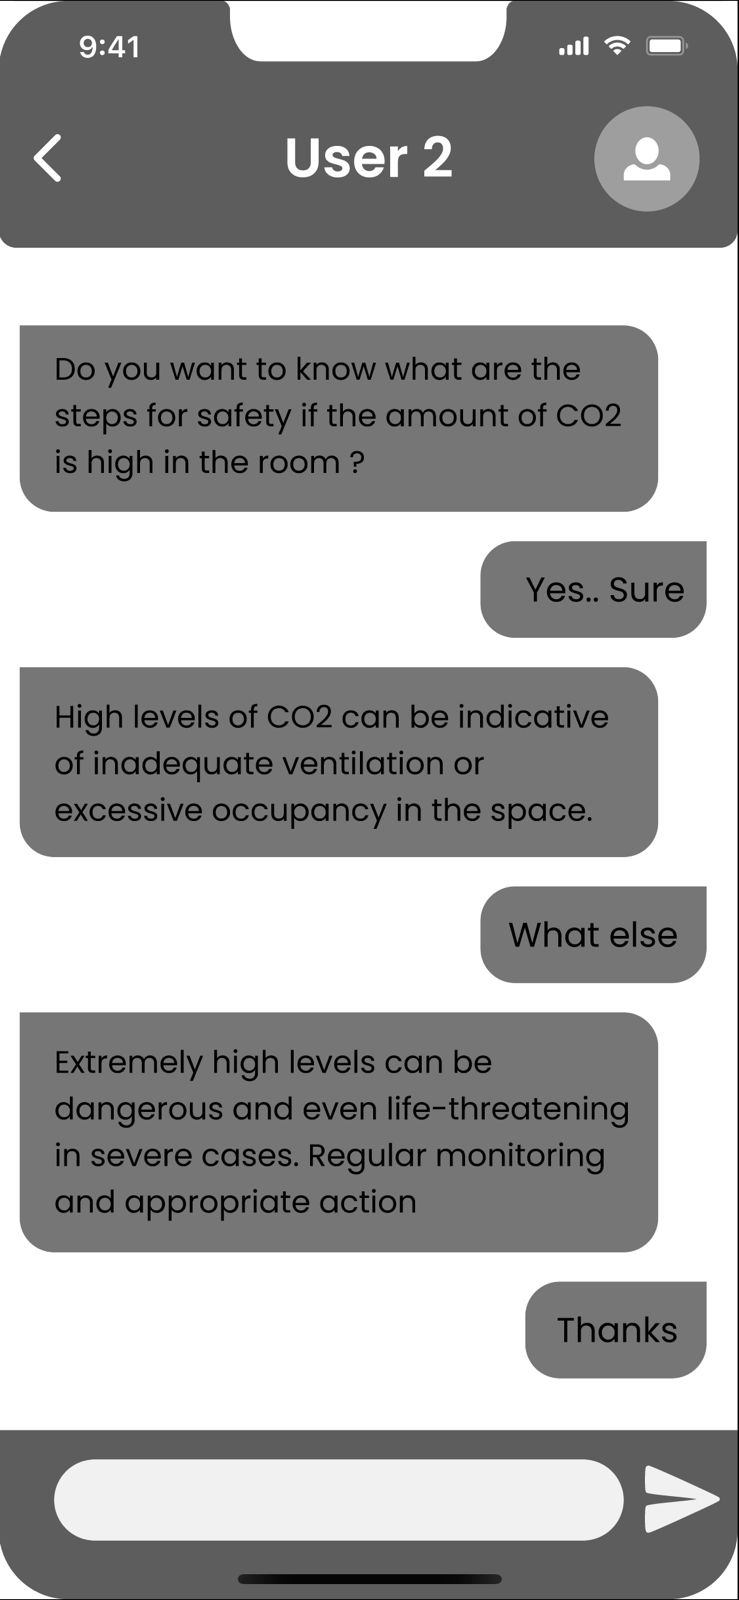 9:41
User 2
Do you want to know what are the
steps for safety if the amount of CO2
is high in the room ?
Yes.. Sure
High levels of CO2 can be indicative
of inadequate ventilation or
excessive occupancy in the space.
What else
Extremely high levels can be
dangerous and even life-threatening
in severe cases. Regular monitoring
and appropriate action
Thanks